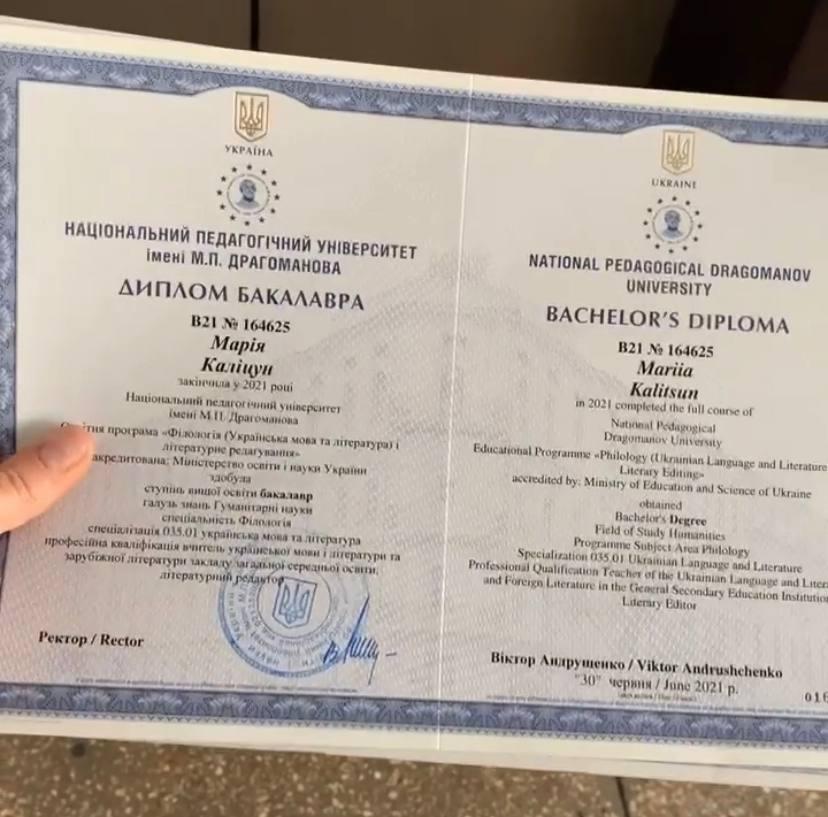 УКРАЇНА
НАЦІОНАЛЬНИЙ ПЕДАГОГІЧНИЙ УНІВЕРСИТЕТ
імені М.П. ДРАГОМАНОВА
ДИПЛОМ БАКАЛАВРА
В21 № 164625
Марія
Каліцун
закінчила у 2021 році
Національний педагогічний університет
імені М.П. Драгоманова
програма «Філологія (Українська мова та література) і
літературне редагування»
акредитована: Міністерство освіти і науки України
здобула
ступінь вищої освіти бакалавр
галузь знань Гуманітарні науки
спеціальність Філологія
спеціалізація 035.01 українська мова та література
професійна кваліфікація вчитель української мови і літератури та
зарубіжної літератури закладу загальної середньої освіти,
літературний редактор
Ректор / Rector
UKRAINE
NATIONAL PEDAGOGICAL DRAGOMANOV
UNIVERSITY
BACHELOR'S DIPLOMA
B21 № 164625
Mariia
Kalitsun
in 2021 completed the full course of
National Pedagogical
Dragomanov University
Educational Programme «Philology (Ukrainian Language and Literature
Literary Editing»
accredited by: Ministry of Education and Science of Ukraine
obtained
Bachelor's Degree
Field of Study Humanities
Programme Subject Area Philology
Specialization 035.01 Ukrainian Language and Literature
Professional Qualification Teacher of the Ukrainian Language and Liter
and Foreign Literature in the General Secondary Education Institution
Literary Editor
Віктор Андрущенко / Viktor Andrushchenko
"30" червня / June 2021 р.
016